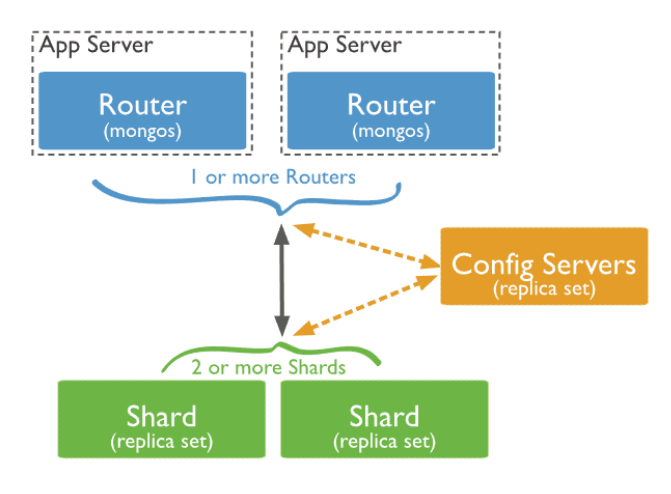 App Server
App Server
Router
(mongos)
Router
(mongos)
1 or more Routers
Config Servers
(replica set)
2 or more Shards
Shard
(replica set)
Shard
(replica set)